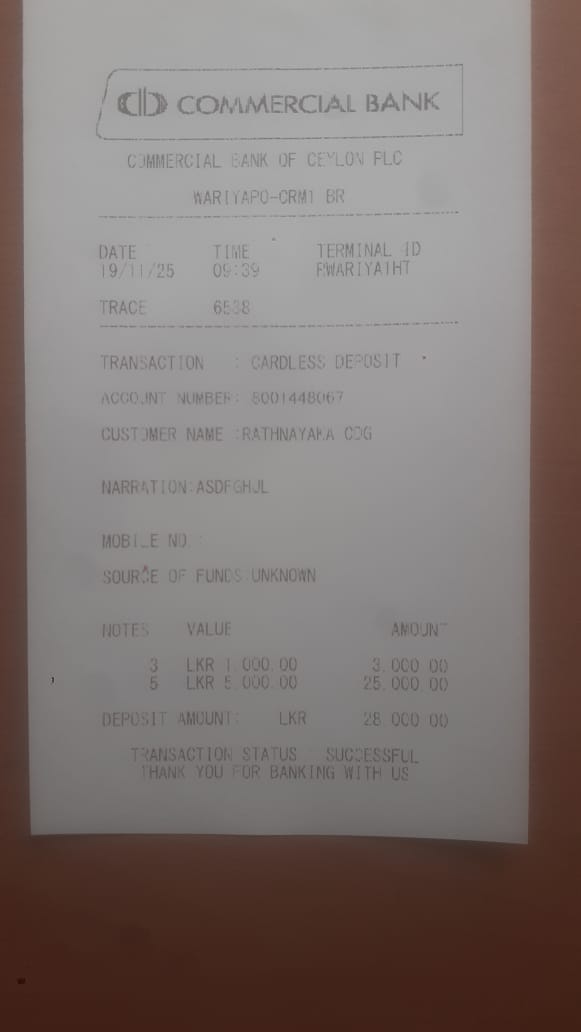 COMMERCIAL BANK
COMMERCIAL BANK OF CEYLON PLC
WARIYAPO-CRM1 BR
DATE TIME TERMINAL ID
19/11/25 09:39 RWARIYA1HT
TRACE 6538
TRANSACTION : CARDLESS DEPOSIT
ACCOUNT NUMBER: 8001448067
CUSTOMER NAME :RATHNAYAKA CDG
NARRATION:ASDFGHJL
MOBILE NO. :
SOURCE OF FUNDS:UNKNOWN
NOTES VALUE AMOUNT
3 LKR 1,000.00 3,000.00
5 LKR 5,000.00 25,000.00
DEPOSIT AMOUNT: LKR 28,000.00
TRANSACTION STATUS : SUCCESSFUL
THANK YOU FOR BANKING WITH US